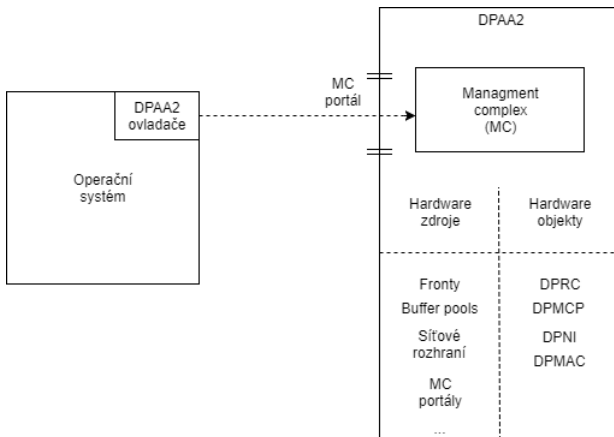 DPAA2
MC
portál
Managment
complex
(MC)
DPAA2
ovladače
Operační
systém
Hardware
zdroje
Hardware
objekty
Fronty
Buffer pools
Síťové
rozhraní
MC
portály
...
DPRC
DPMCP
DPNI
DPMAC